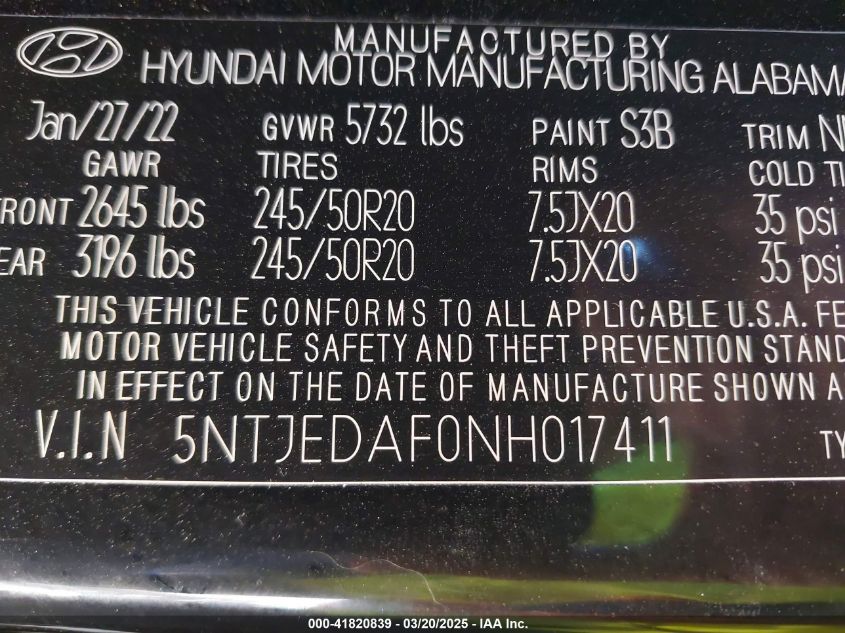 MANUFACTURED BY
HYUNDAI MOTOR MANUFACTURING ALABAMA
Jan/27/22 GVWR 5732 lbs PAINT S3B TRIM
GAWR TIRES RIMS COLD
FRONT 2645 lbs 245/50R20 7.5JX20 35 psi
3196 lbs 245/50R20 7.5JX20 35 psi
THIS VEHICLE CONFORMS TO ALL APPLICABLE U.S.A.
MOTOR VEHICLE SAFETY AND THEFT PREVENTION
IN EFFECT ON THE DATE OF MANUFACTURE SHOWN
V.I.N 5NTJEDAF0NH017411
000-41820839 - 03/20/2025 - IAA Inc.